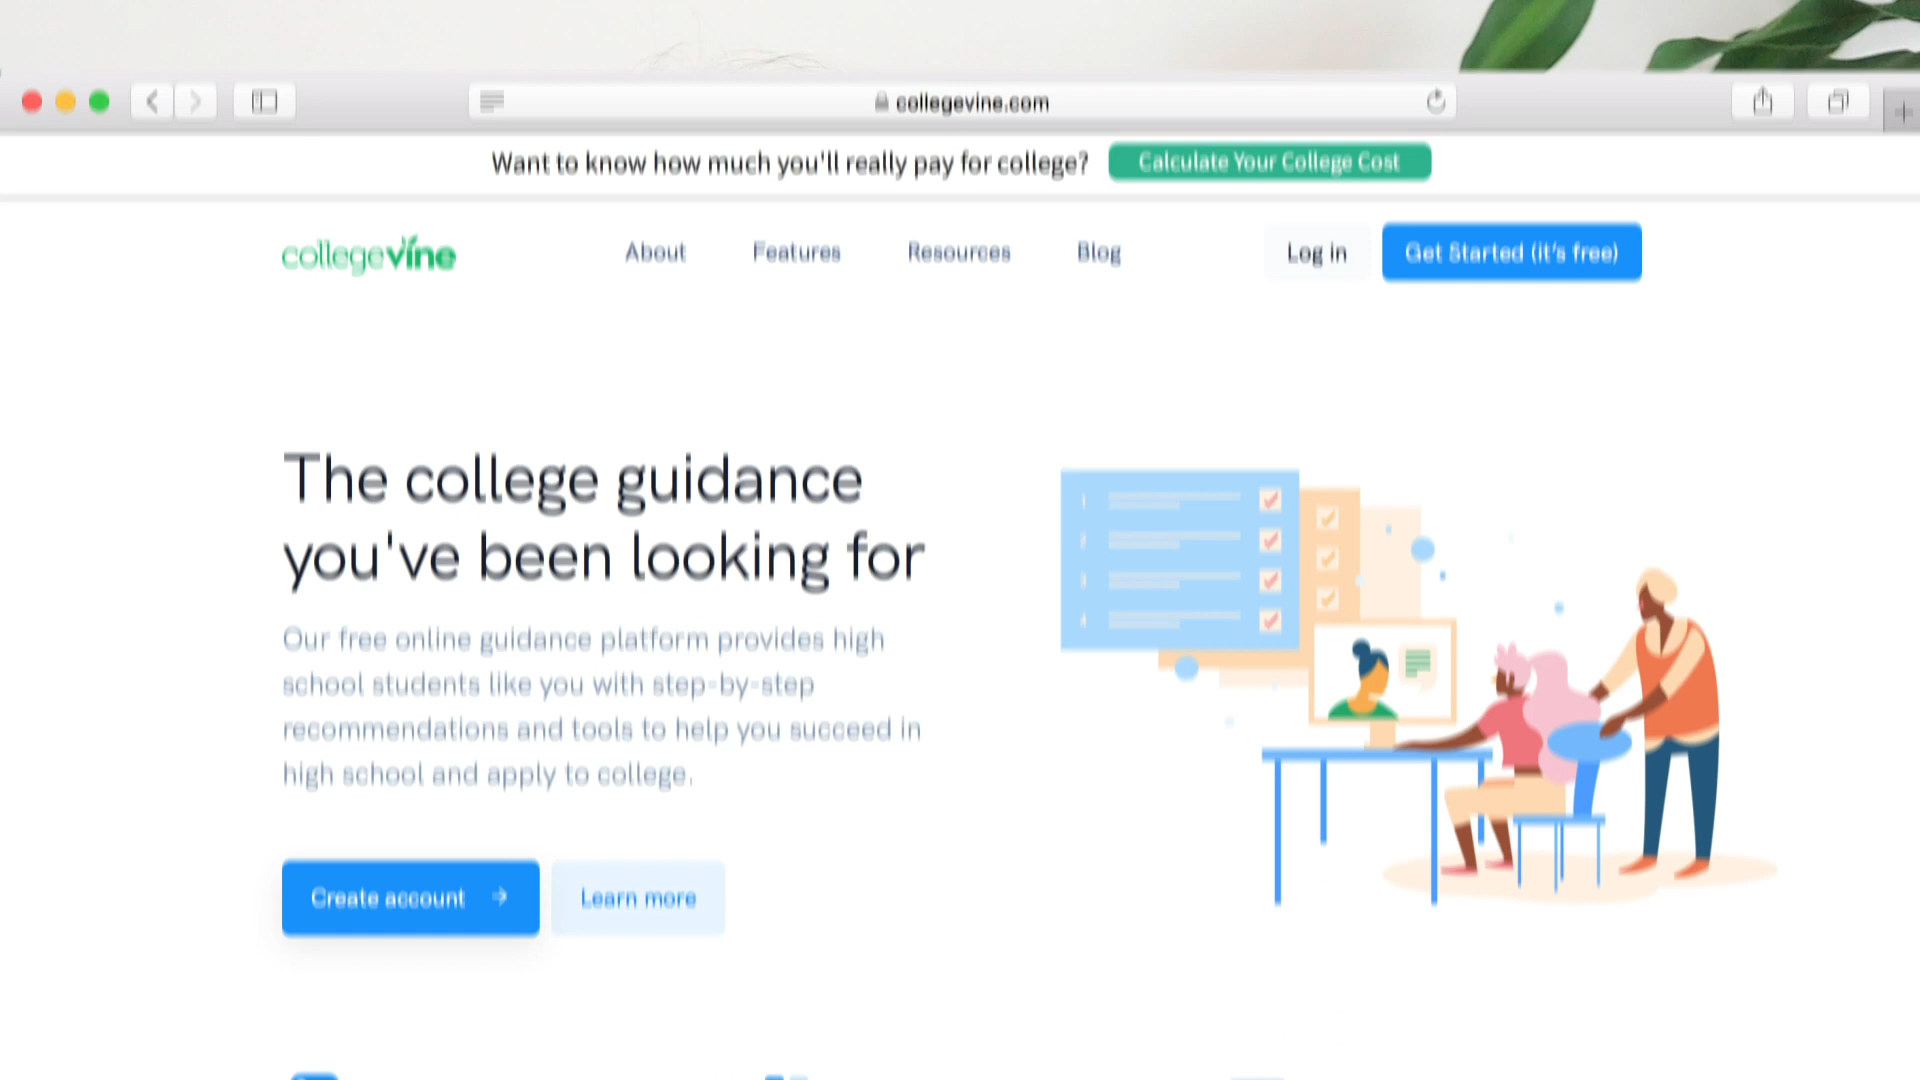 collegevine.com
Want to know how much you'll really pay for college? Calculate Your College Cost
collegevine About Features Resources Blog Log in Get Started (it's free)
The college guidance
you've been looking for
Our free online guidance platform provides high
school students like you with step-by-step
recommendations and tools to help you succeed in
high school and apply to college.
Create account → Learn more